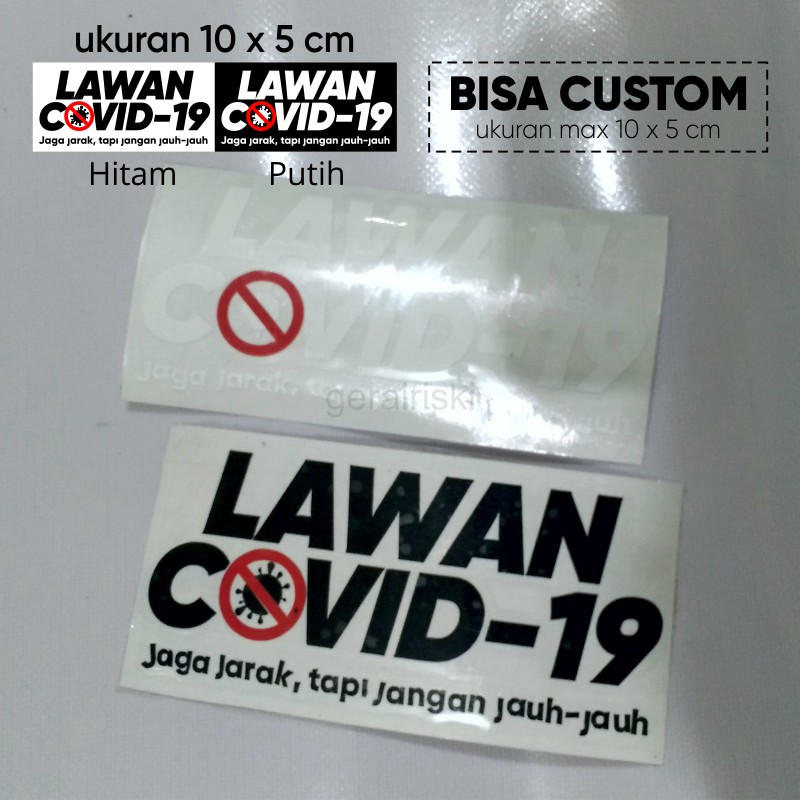 ukuran 10 x 5 cm
LAWAN
COVID-19
Jaga jarak, tapi jangan jauh-jauh
Hitam
LAWAN
COVID-19
Jaga jarak, tapi jangan jauh-jauh
Putih
BISA CUSTOM
ukuran max 10 x 5 cm
LAWAN
COVID-19
Jaga jarak, jauh
gerairiski
LAWAN
COVID-19
Jaga jarak, tapi jangan jauh-jauh